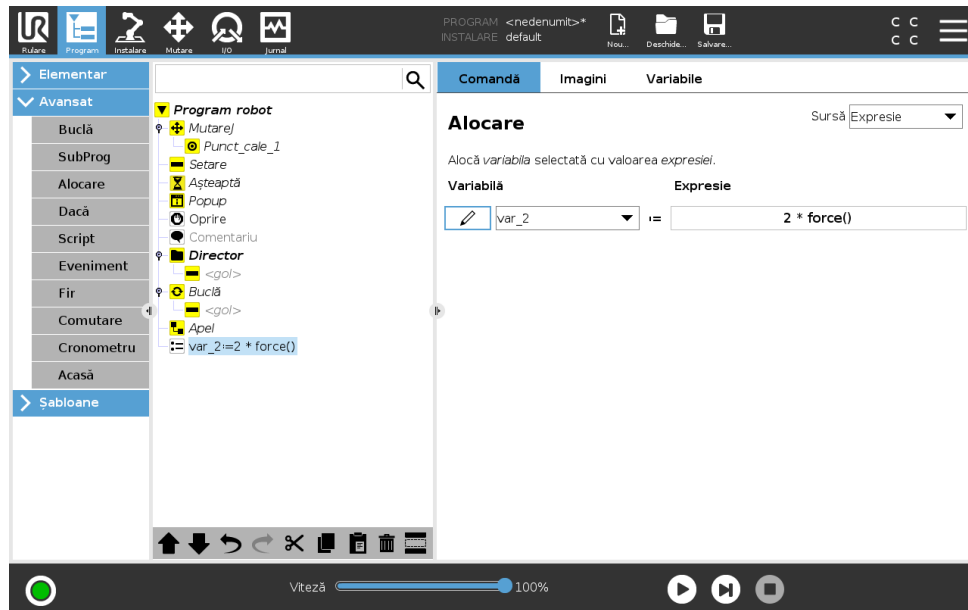 PROGRAM <nedenumit>*
INSTALARE default
Rulare
Program
Instalare
Mutare
I/O
Jurnal
Nou...
Deschide...
Salvare...
C C
C C
Elementar
Avansat
Buclă
SubProg
Alocare
Dacă
Script
Eveniment
Fir
Comutare
Cronometru
Acasă
Șabloane
Program robot
MutareJ
Punct_cale_1
Setare
Așteaptă
Popup
Oprire
Comentariu
Director
<gol>
Buclă
<gol>
Apel
var_2:=2 * force()
Comandă
Imagini
Variabile
Alocare
Sursă Expresie
Alocă variabila selectată cu valoarea expresiei.
Variabilă
Expresie
var_2 := 2 * force()
Viteză 100%